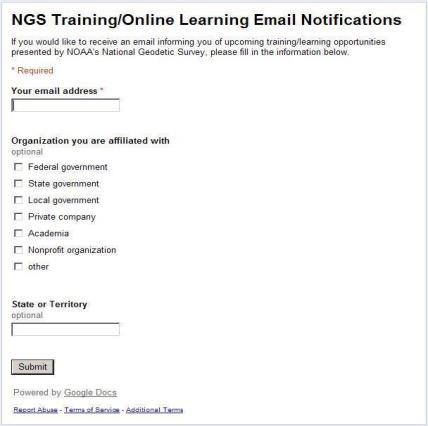 NGS Training/Online Learning Email Notifications
If you would like to receive an email informing you of upcoming training/learning opportunities
presented by NOAA's National Geodetic Survey, please fill in the information below.
* Required
Your email address *
Organization you are affiliated with
optional
Federal government
State government
Local government
Private company
Academia
Nonprofit organization
other
State or Territory
optional
Submit
Powered by Google Docs
Report Abuse - Terms of Service - Additional Terms